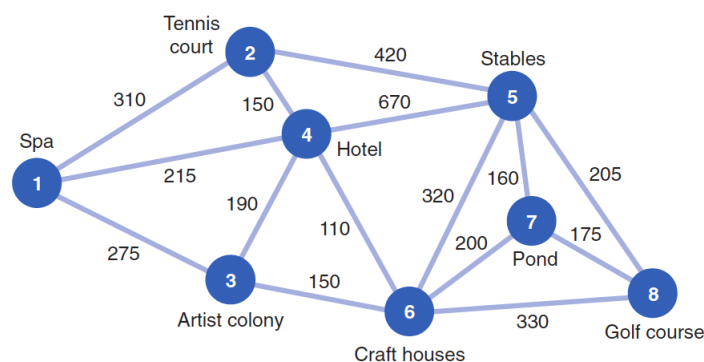 Tennis
court
2
420
Stables
310
150
670
5
Spa
4
Hotel
1
215
190
320
160
205
275
110
200
7
175
Pond
3
150
6
8
Artist colony
330
Golf course
Craft houses